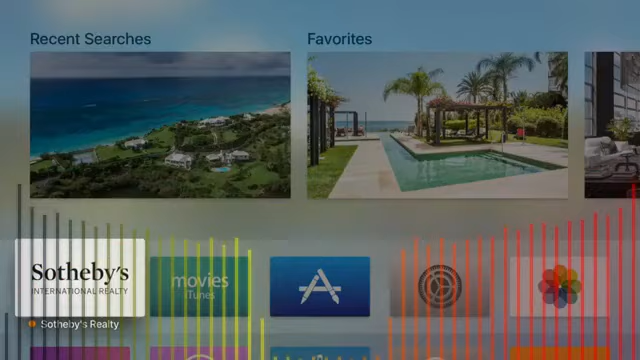 Recent Searches
Favorites
Sotheby's
INTERNATIONAL REALTY
movies
iTunes
Sotheby's Realty